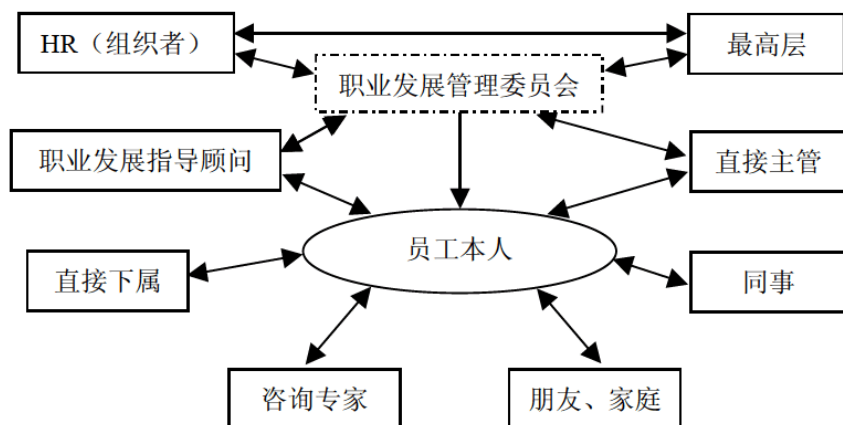 HR（组织者）
最高层
职业发展管理委员会
职业发展指导顾问
直接主管
员工本人
直接下属
同事
咨询专家
朋友、家庭